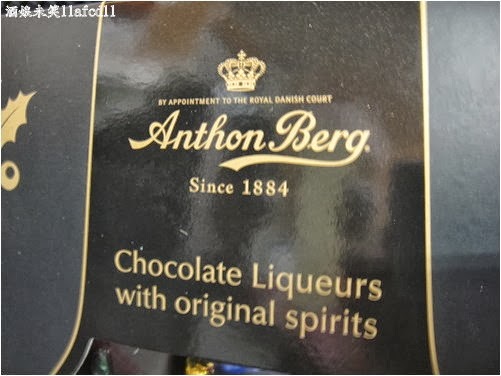 酒娘未笑11afcd11
BY APPOINTMENT TO THE ROYAL DANISH COURT
Anthon Berg
Since 1884
Chocolate Liqueurs
with original spirits